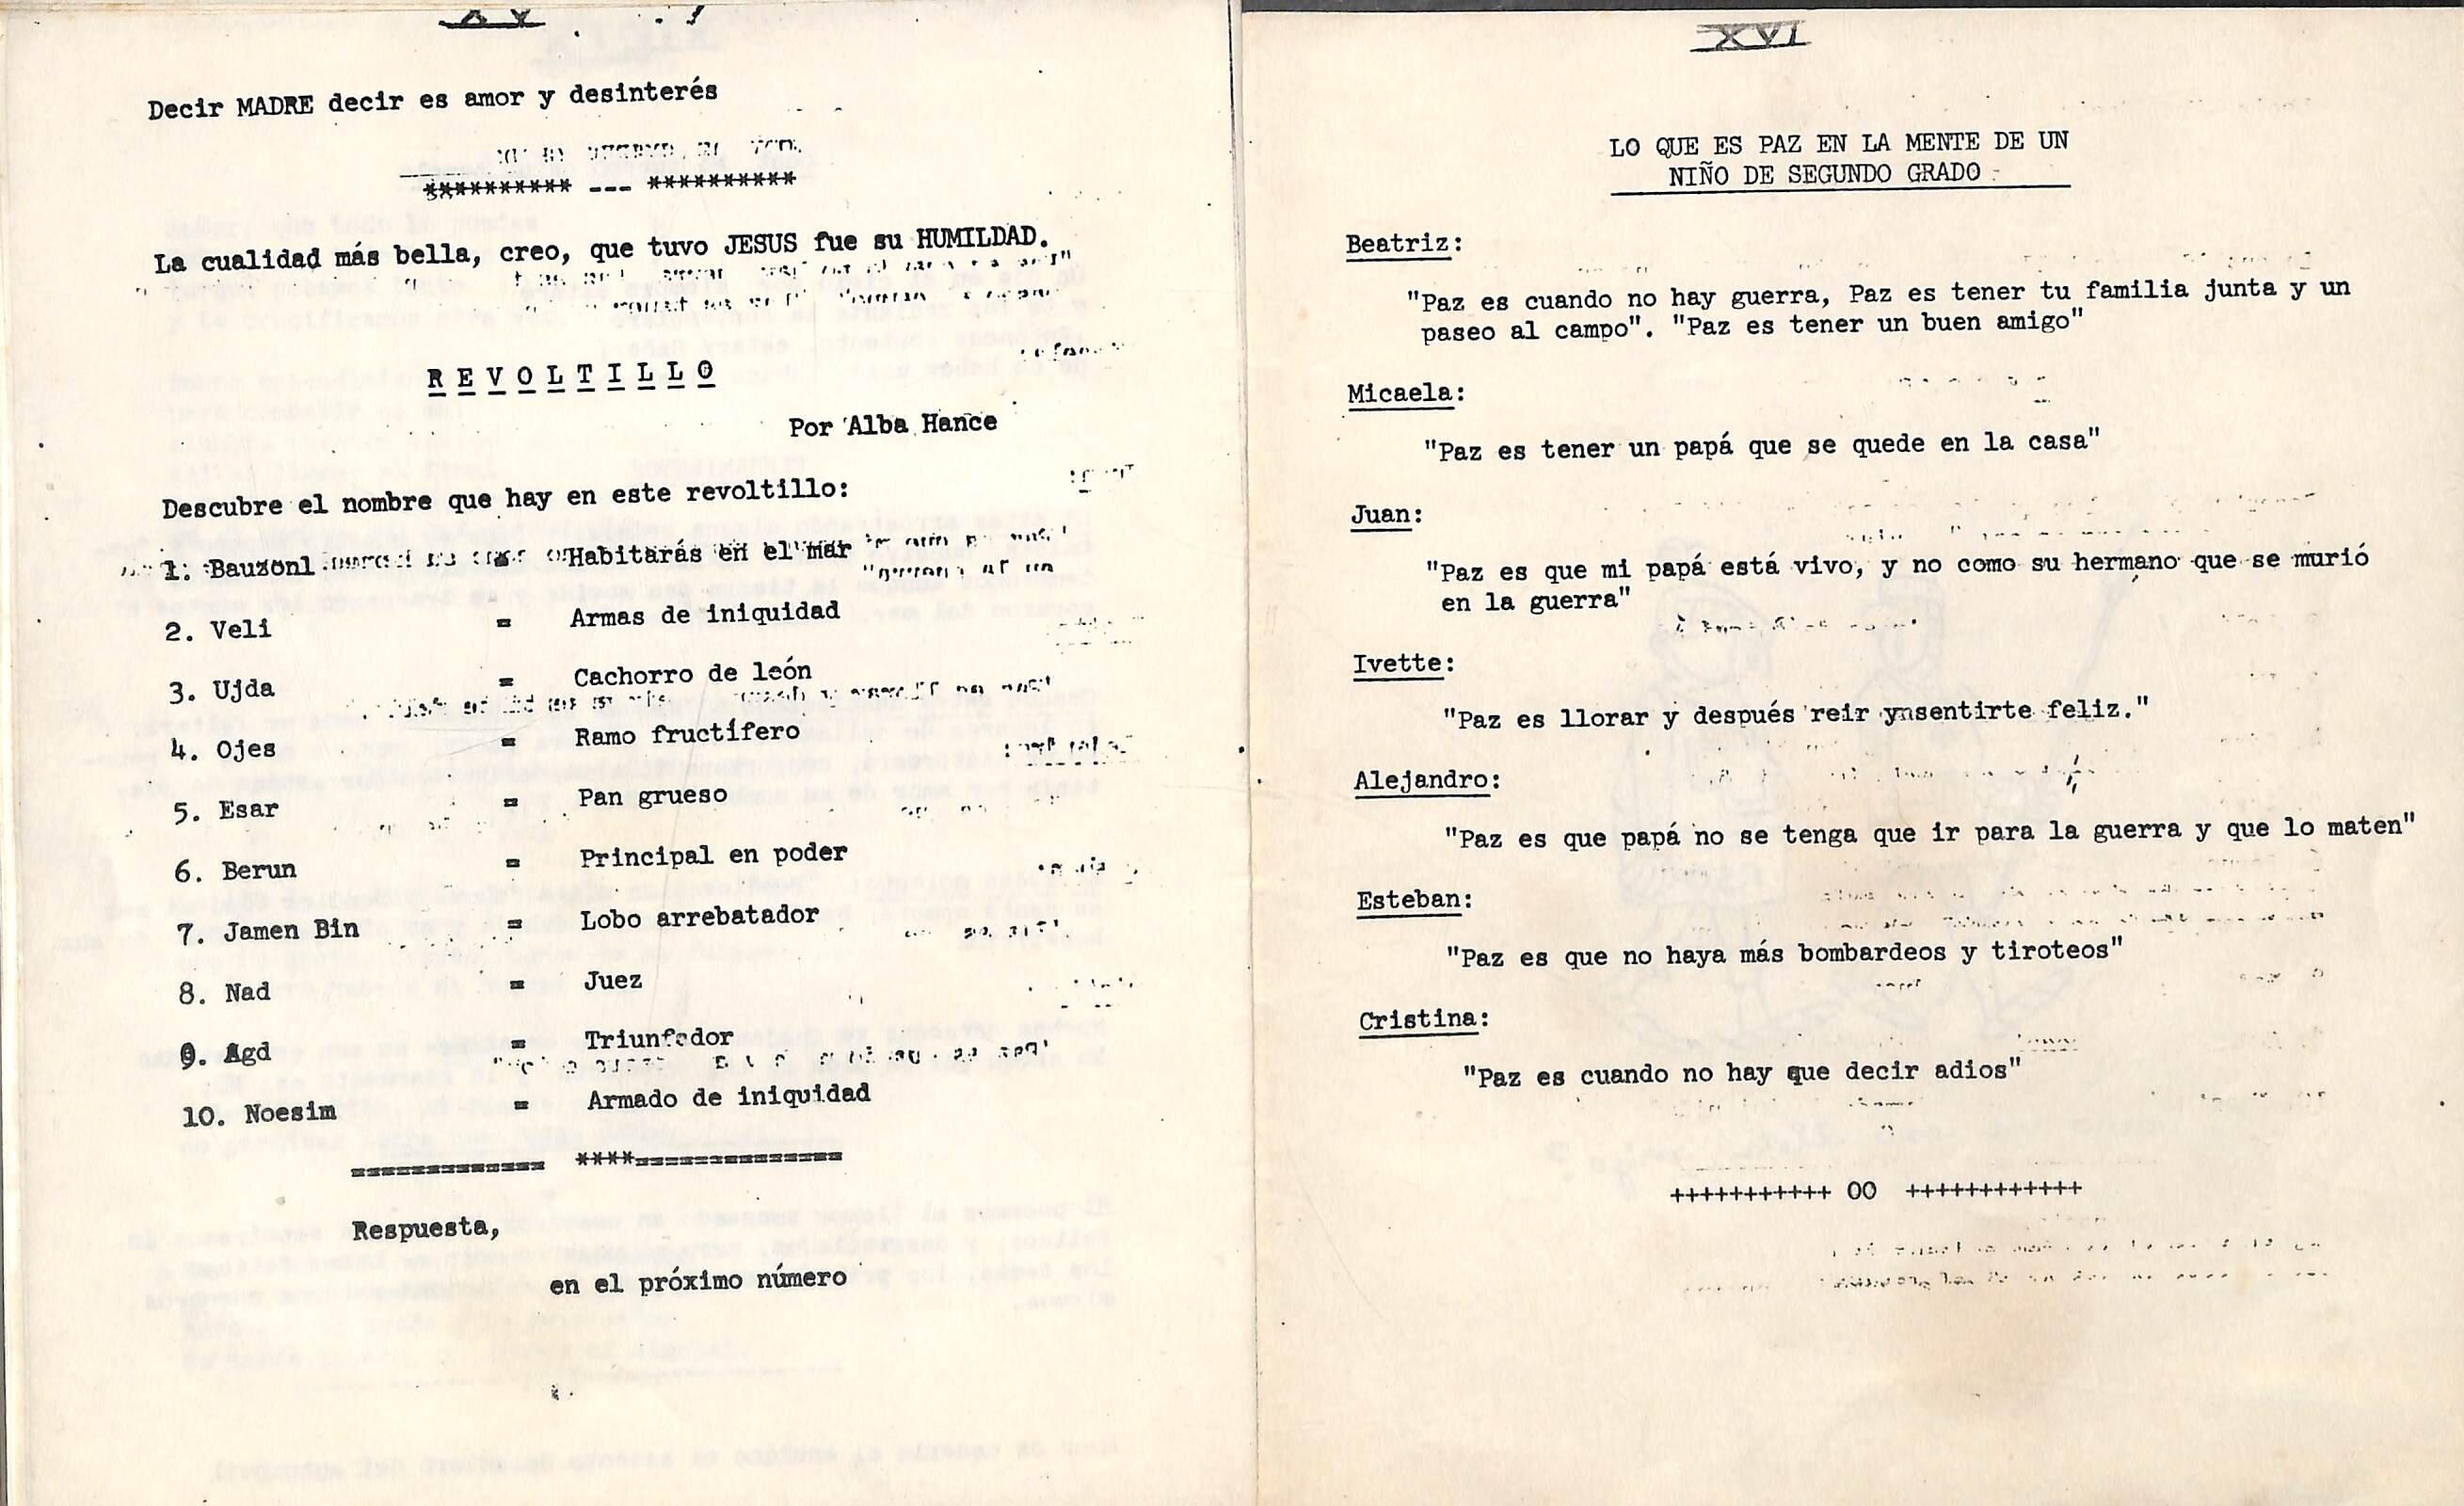 XV
Decir MADRE decir es amor y desinterés
********** --- **********
La cualidad más bella, creo, que tuvo JESUS fue su HUMILDAD.
REVOLTILLO
Por Alba Hance
Descubre el nombre que hay en este revoltillo:
1. Bauzonl = Habitarás en el mar
2. Veli = Armas de iniquidad
3. Ujda = Cachorro de león
4. Ojes = Ramo fructífero
5. Esar = Pan grueso
6. Berun = Principal en poder
7. Jamen Bin = Lobo arrebatador
8. Nad = Juez
9. Agd = Triunfador
10. Noesim = Armado de iniquidad
============= ****==============
Respuesta,
en el próximo número
XVI
LO QUE ES PAZ EN LA MENTE DE UN
NIÑO DE SEGUNDO GRADO
Beatriz:
"Paz es cuando no hay guerra, Paz es tener tu familia junta y un
paseo al campo". "Paz es tener un buen amigo"
Micaela:
"Paz es tener un papá que se quede en la casa"
Juan:
"Paz es que mi papá está vivo, y no como su hermano que se murió
en la guerra"
Ivette:
"Paz es llorar y después reir ynsentirte feliz."
Alejandro:
"Paz es que papá no se tenga que ir para la guerra y que lo maten"
Esteban:
"Paz es que no haya más bombardeos y tiroteos"
Cristina:
"Paz es cuando no hay que decir adios"
+++++++++++ OO ++++++++++++